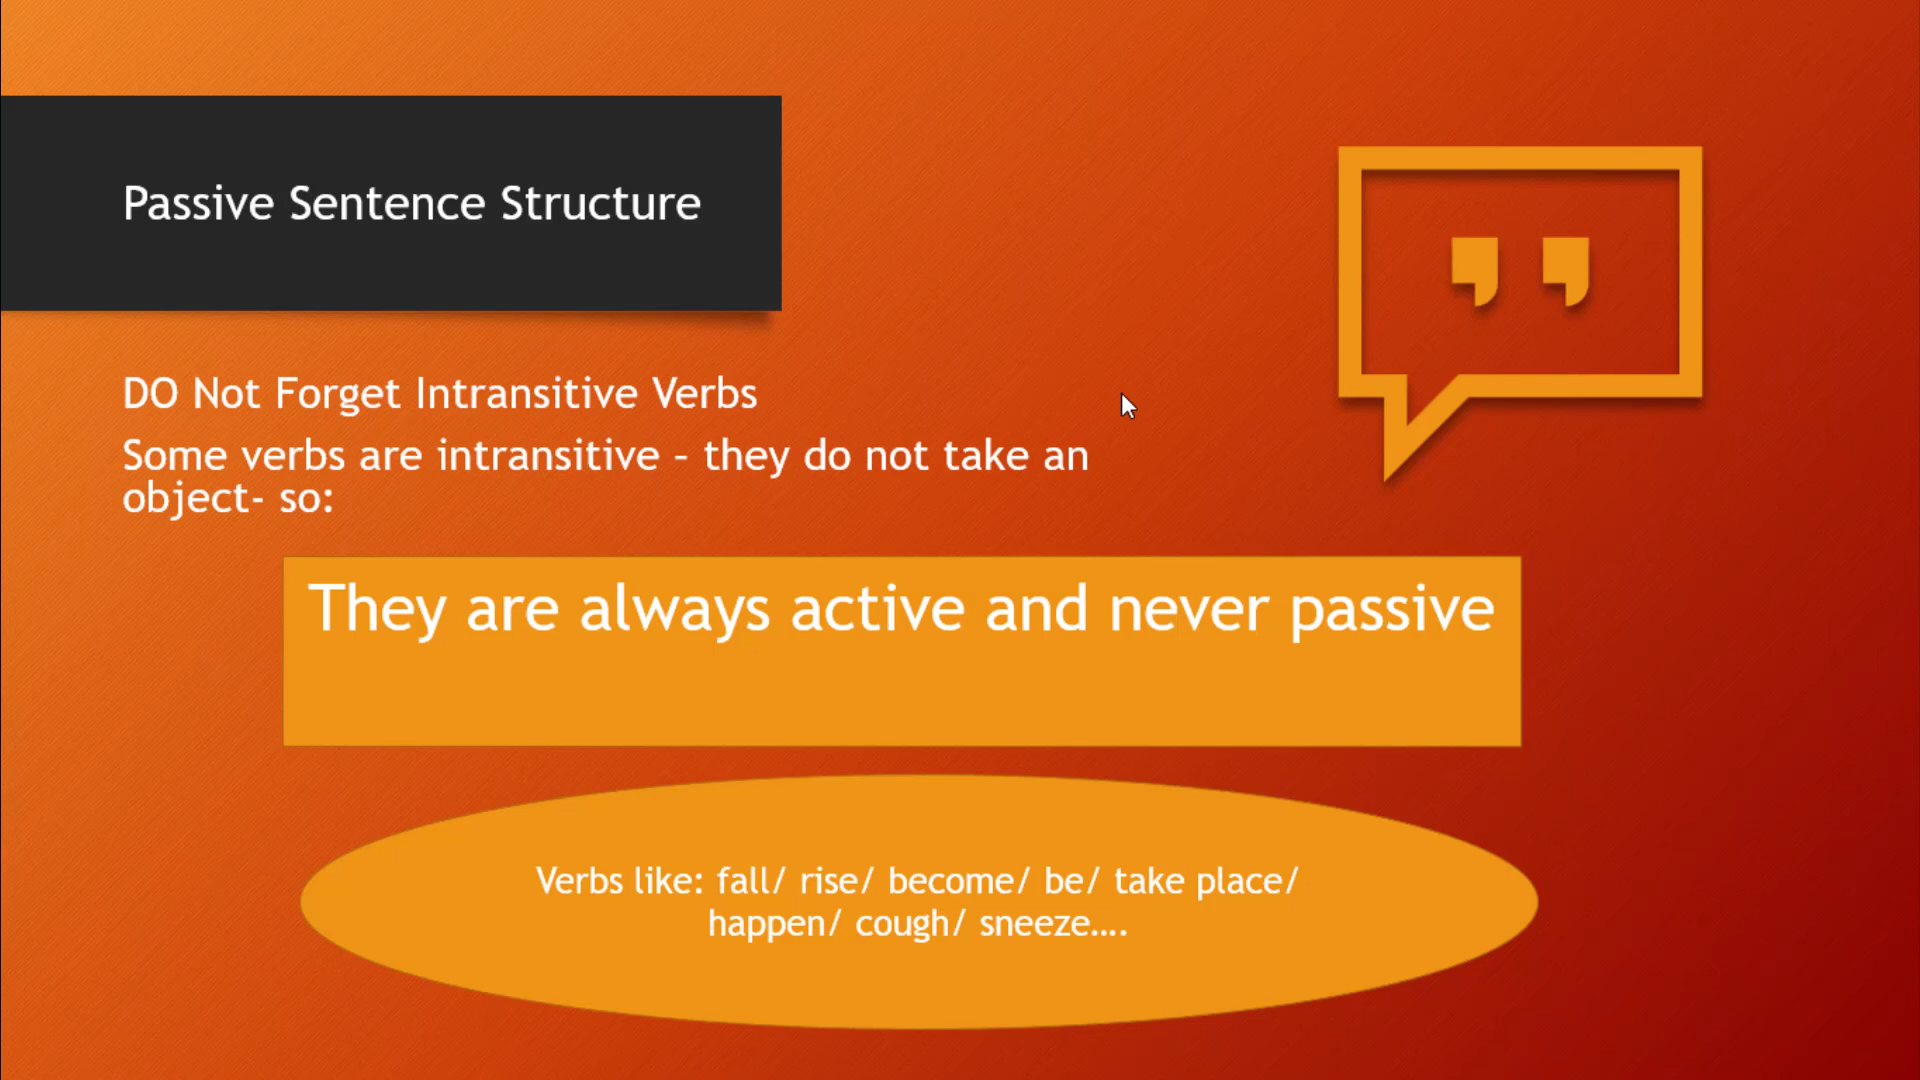 Passive Sentence Structure
DO Not Forget Intransitive Verbs
Some verbs are intransitive – they do not take an
object- so:
They are always active and never passive
Verbs like: fall/ rise/ become/ be/ take place/
happen/ cough/ sneeze….